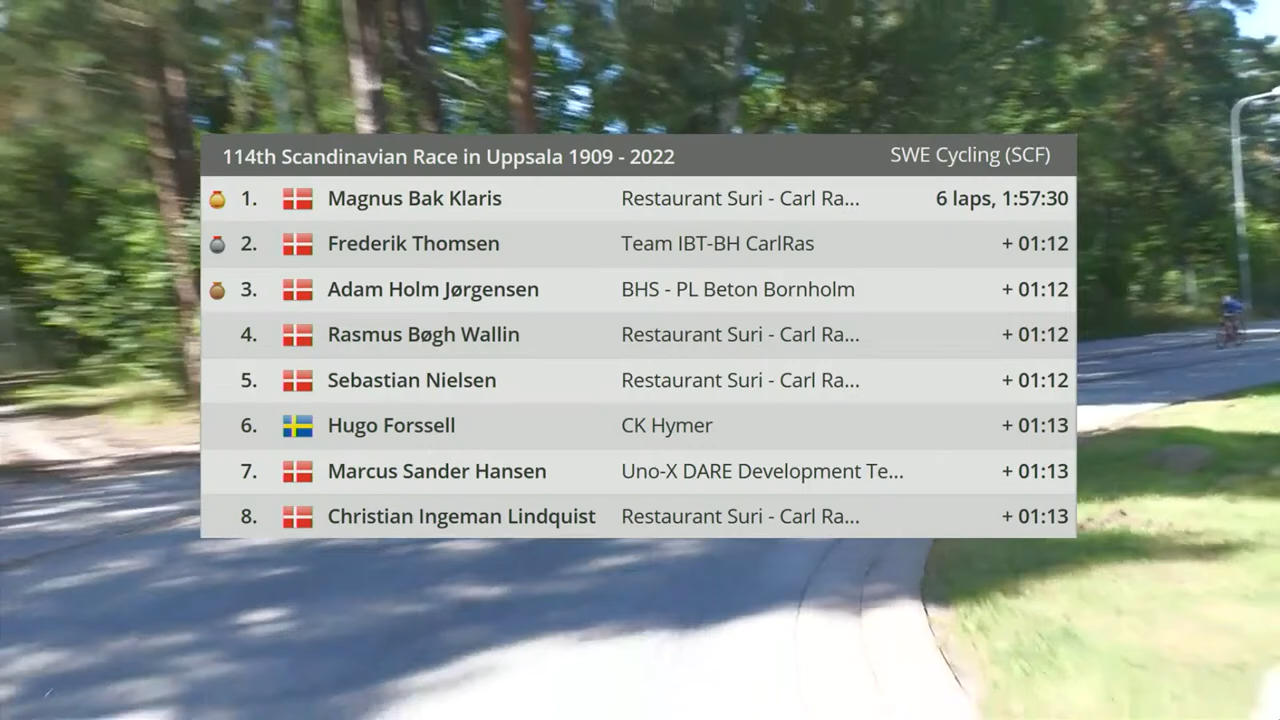 114th Scandinavian Race in Uppsala 1909 - 2022 SWE Cycling (SCF)
1. Magnus Bak Klaris Restaurant Suri - Carl Ra... 6 laps, 1:57:30
2. Frederik Thomsen Team IBT-BH CarlRas + 01:12
3. Adam Holm Jørgensen BHS - PL Beton Bornholm + 01:12
4. Rasmus Bøgh Wallin Restaurant Suri - Carl Ra... + 01:12
5. Sebastian Nielsen Restaurant Suri - Carl Ra... + 01:12
6. Hugo Forssell CK Hymer + 01:13
7. Marcus Sander Hansen Uno-X DARE Development Te... + 01:13
8. Christian Ingeman Lindquist Restaurant Suri - Carl Ra... + 01:13